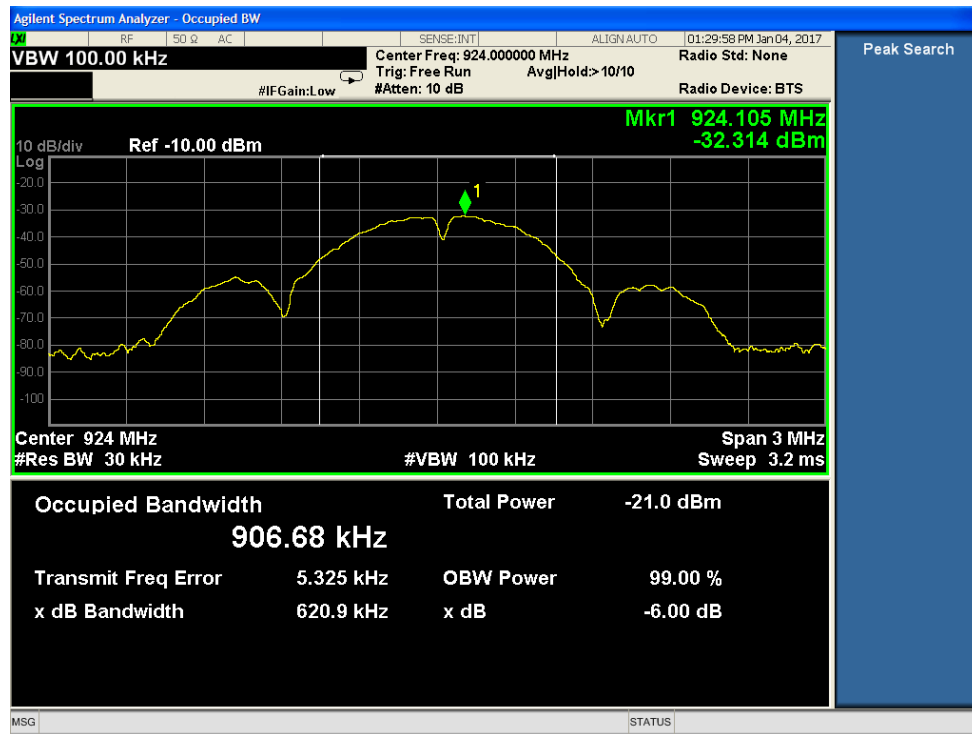 Agilent Spectrum Analyzer - Occupied BW
LXI RF 50 Ω AC SENSE:INT ALIGN AUTO 01:29:58 PM Jan 04, 2017
VBW 100.00 kHz
Center Freq: 924.000000 MHz
Radio Std: None
Trig: Free Run
Avg|Hold:>10/10
#IFGain:Low
#Atten: 10 dB
Radio Device: BTS
Peak Search
Mkr1 924.105 MHz
-32.314 dBm
10 dB/div Ref -10.00 dBm
Log
1
-20.0
-30.0
-40.0
-50.0
-60.0
-70.0
-80.0
-90.0
-100
Center 924 MHz Span 3 MHz
#Res BW 30 kHz #VBW 100 kHz Sweep 3.2 ms
Occupied Bandwidth Total Power -21.0 dBm
906.68 kHz
Transmit Freq Error 5.325 kHz OBW Power 99.00 %
x dB Bandwidth 620.9 kHz x dB -6.00 dB
MSG STATUS